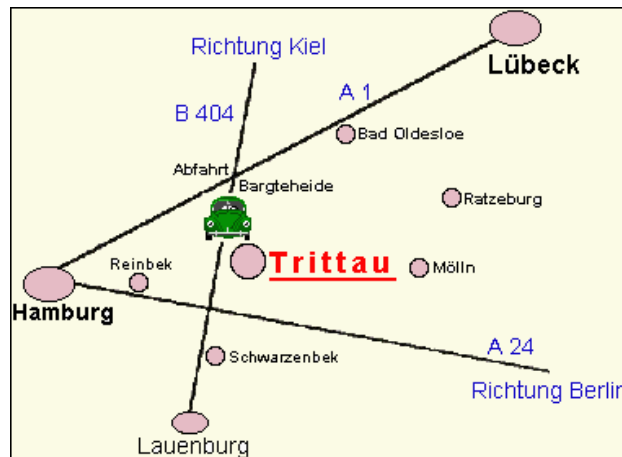 Richtung Kiel
Lübeck
A 1
B 404
Bad Oldesloe
Abfahrt
Bargteheide
Ratzeburg
Trittau
Reinbek
Mölln
Hamburg
A 24
Schwarzenbek
Richtung Berlin
Lauenburg